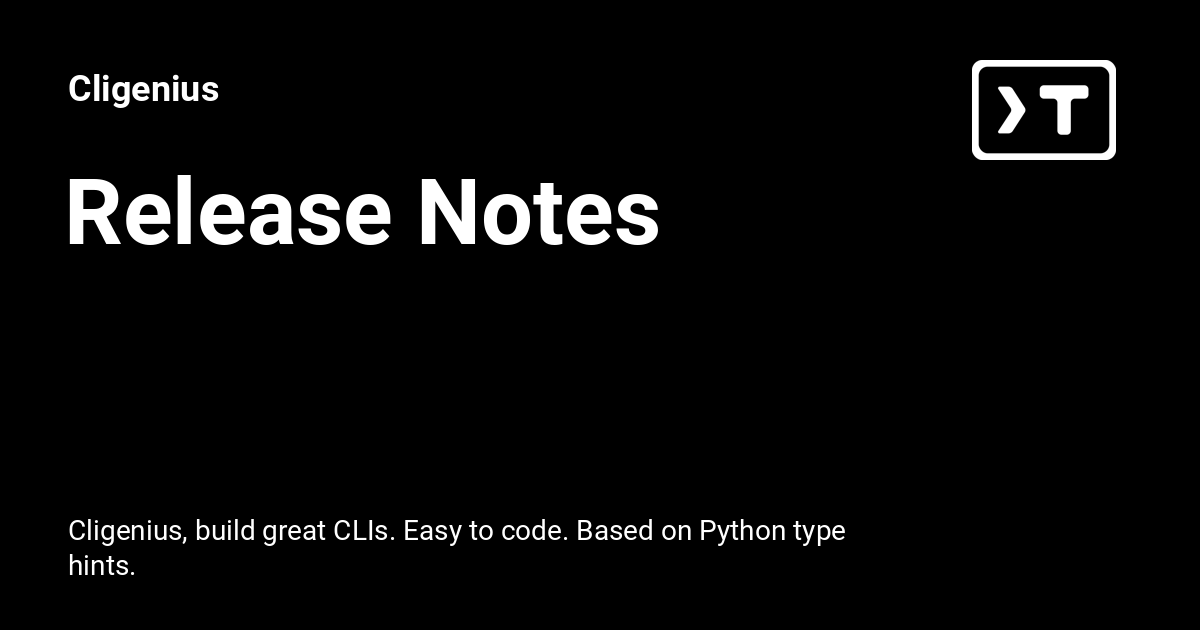 Cligenius
❯ T
Release Notes
Cligenius, build great CLIs. Easy to code. Based on Python type
hints.